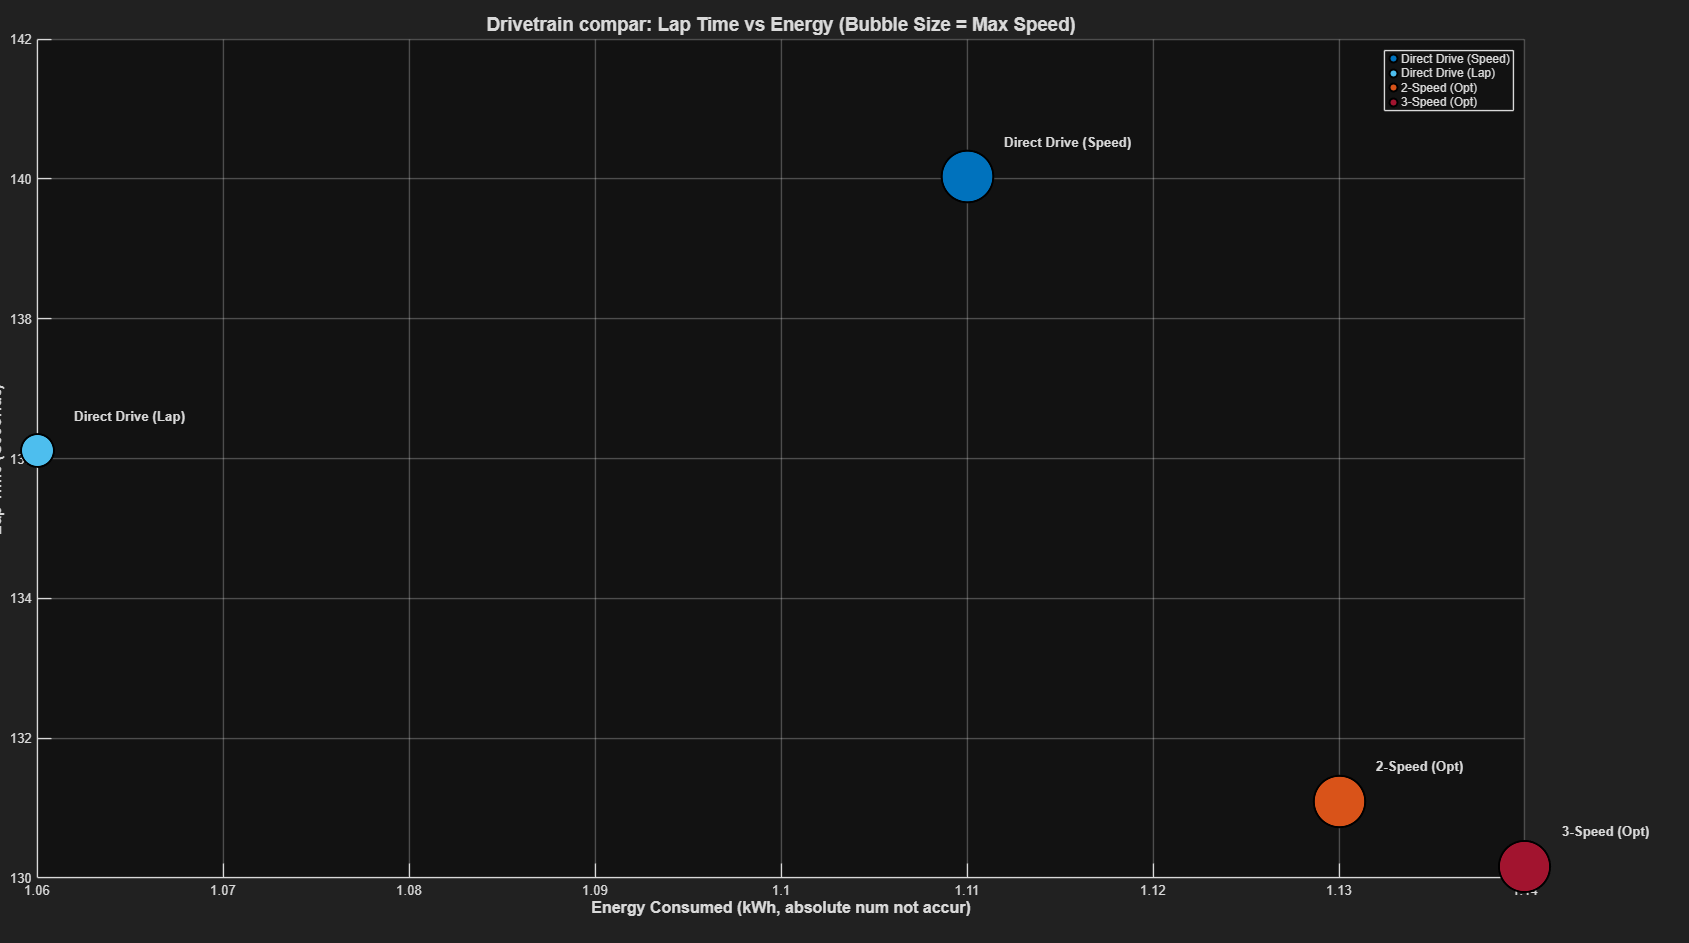 Drivetrain compar: Lap Time vs Energy (Bubble Size = Max Speed)
142
140
138
134
132
130
Direct Drive (Speed)
Direct Drive (Lap)
2-Speed (Opt)
3-Speed (Opt)
Direct Drive (Speed)
Direct Drive (Lap)
2-Speed (Opt)
3-Speed (Opt)
1.06
1.07
1.08
1.09
1.1
1.11
1.12
1.13
Energy Consumed (kWh, absolute num not accur)